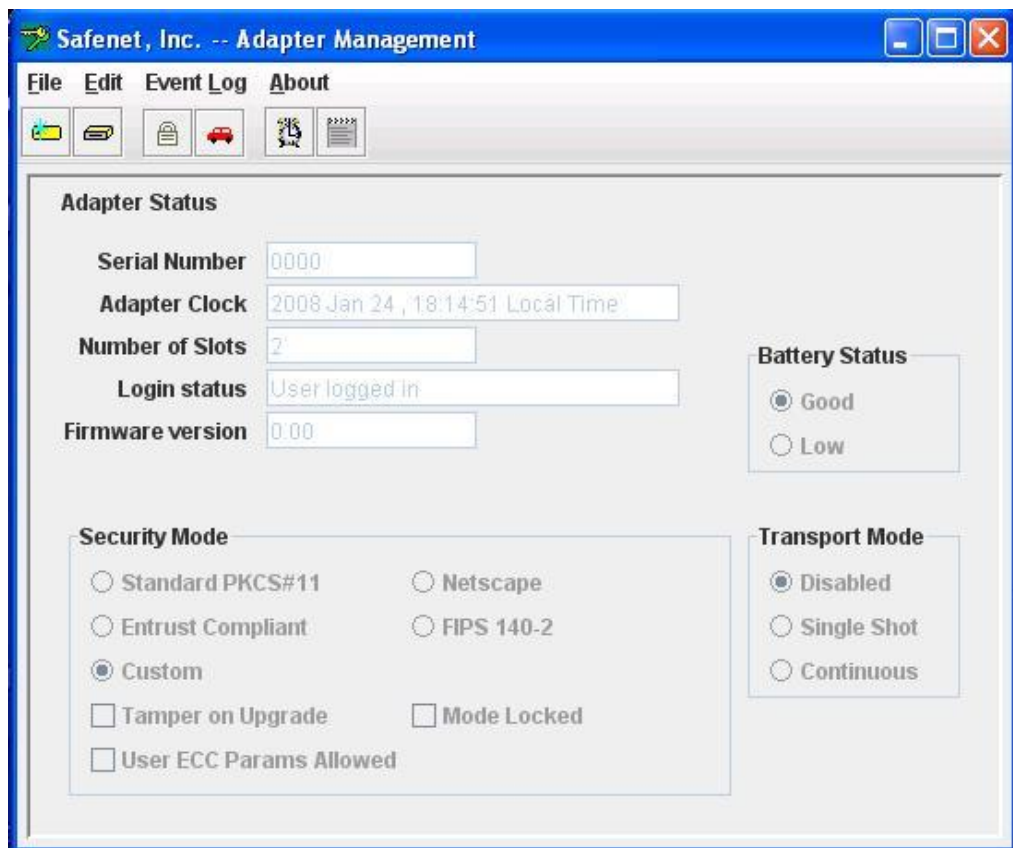 Safenet, Inc. -- Adapter Management
File Edit Event Log About
Adapter Status
Serial Number 0000
Adapter Clock 2008 Jan 24 , 18:14:51 Local Time
Number of Slots 2
Login status User logged in
Firmware version 0.00
Battery Status
Good
Low
Security Mode
Standard PKCS#11 Netscape
Entrust Compliant FIPS 140-2
Custom
Tamper on Upgrade Mode Locked
User ECC Params Allowed
Transport Mode
Disabled
Single Shot
Continuous